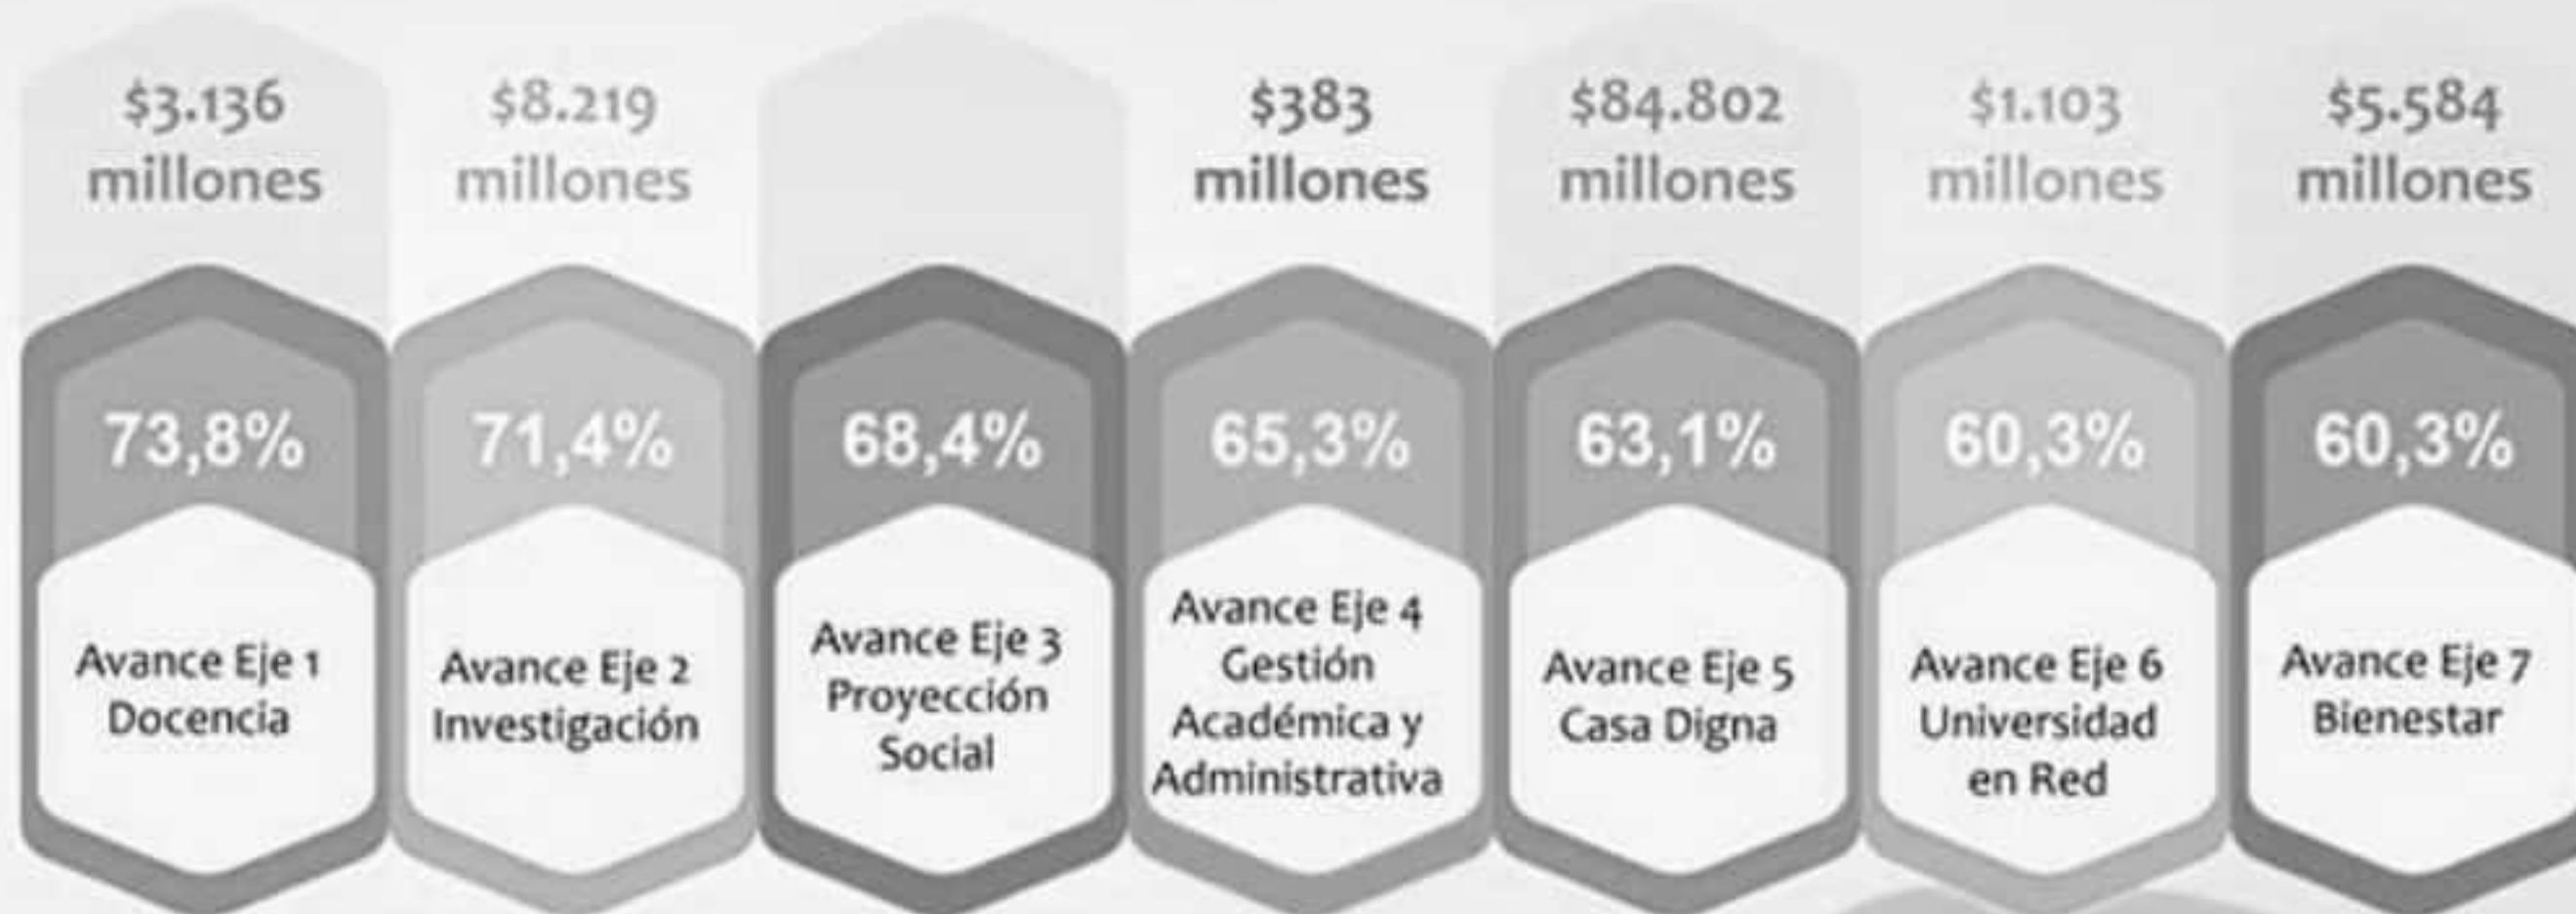 $3.136
millones
$8.219
millones
$383
millones
$84.802
millones
$1.103
millones
$5.584
millones
73,8%
71,4%
68,4%
65,3%
63,1%
60,3%
60,3%
Avance Eje 1
Docencia
Avance Eje 2
Investigación
Avance Eje 3
Proyección
Social
Avance Eje 4
Gestión
Académica y
Administrativa
Avance Eje 5
Casa Digna
Avance Eje 6
Universidad
en Red
Avance Eje 7
Bienestar